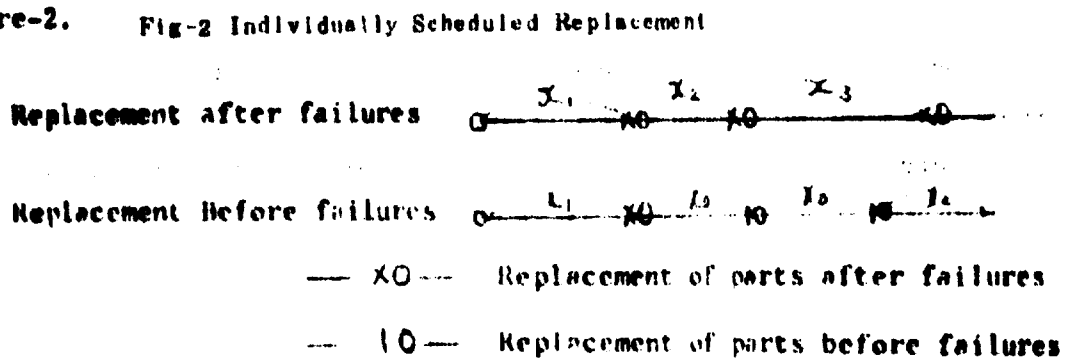 re-2. Fig-2 Individually Scheduled Replacement
x₁ x₂ x₃
Replacement after failures
Replacement Before failures
— XO --- Replacement of parts after failures
--- IO — Replacement of parts before failures